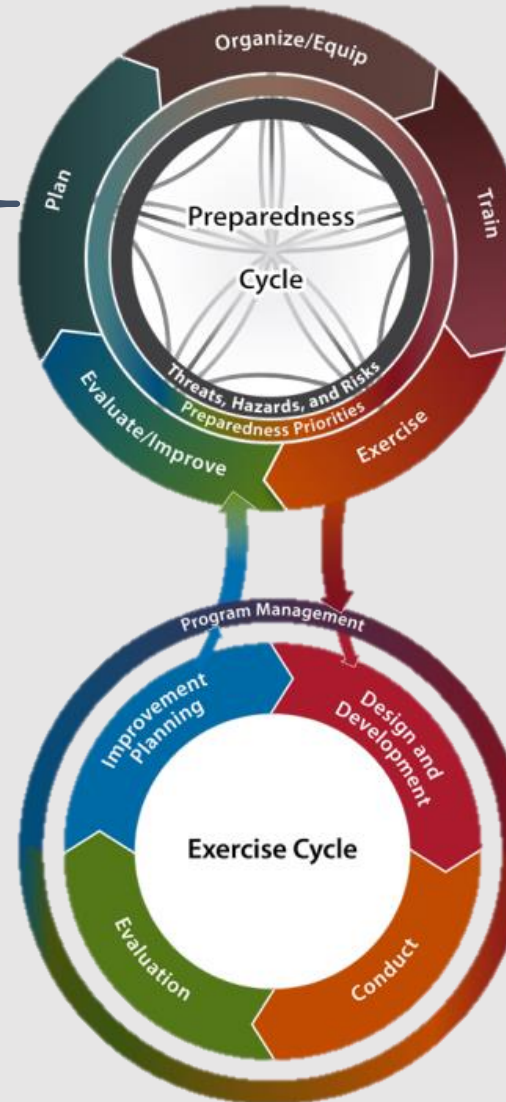 Organize/Equip
Plan
Train
Preparedness
Cycle
Threats, Hazards, and Risks
Preparedness Priorities
Evaluate/Improve
Exercise
Program Management
Improvement
Planning
Design and
Development
Exercise Cycle
Evaluation
Conduct